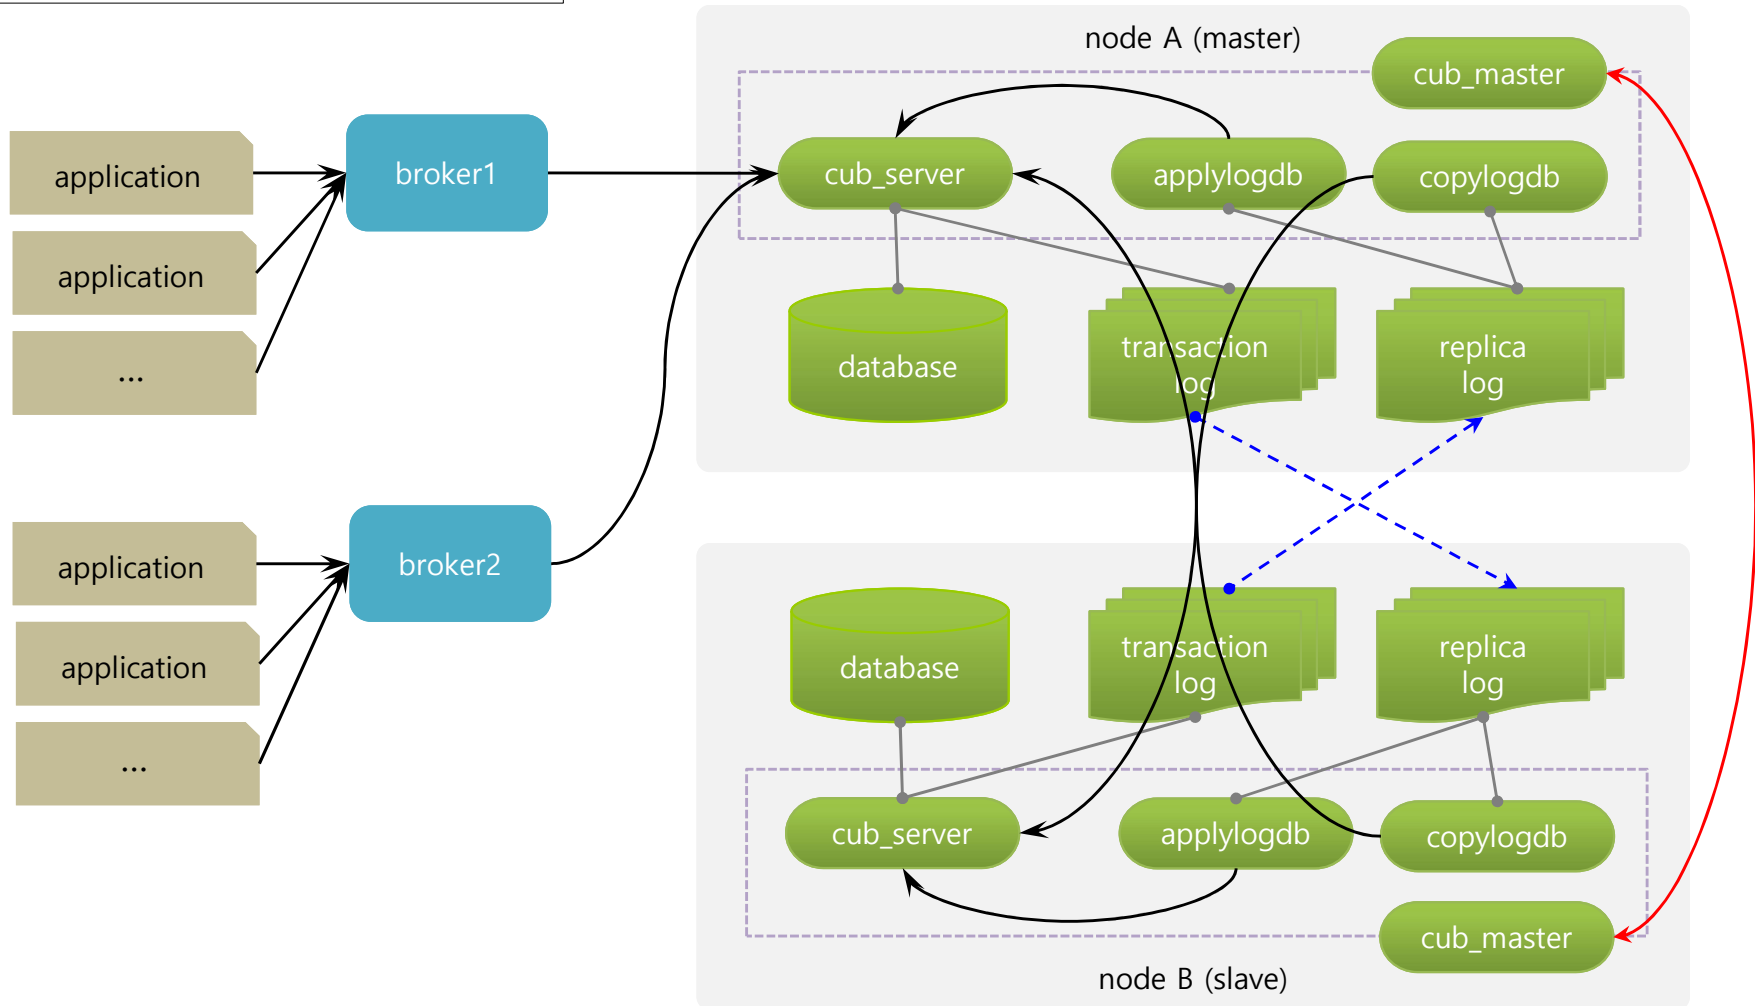 node A (master)
cub_master
application
broker1
cub_server
applylogdb
copylogdb
application
...
database
transaction
log
replica
log
application
broker2
application
...
database
transaction
log
replica
log
cub_server
applylogdb
copylogdb
cub_master
node B (slave)